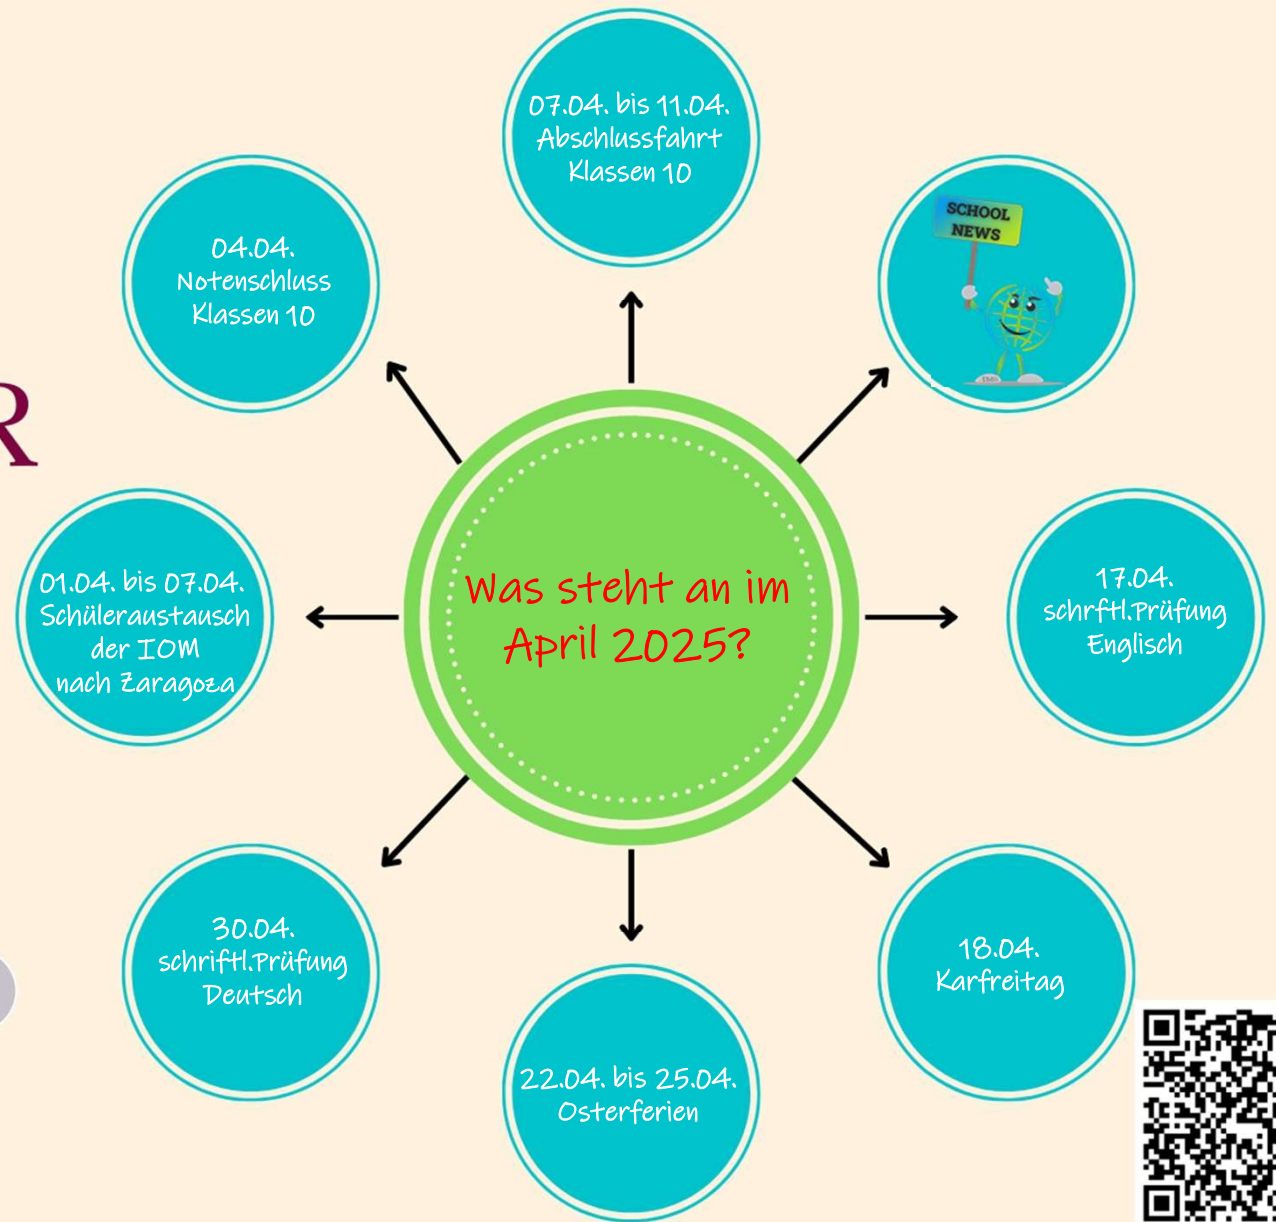 07.04. bis 11.04.
Abschlussfahrt
Klassen 10
SCHOOL
NEWS
04.04.
Notenschluss
Klassen 10
R
01.04. bis 07.04.
Schüleraustausch
der IOM
nach Zaragoza
Was steht an im
April 2025?
17.04.
schrftl.Prüfung
Englisch
30.04.
schriftl.Prüfung
Deutsch
18.04.
Karfreitag
22.04. bis 25.04.
Osterferien